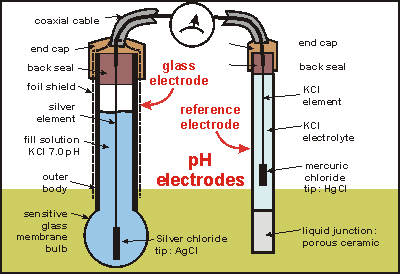 coaxial cable
end cap
back seal
foil shield
silver
element
fill solution
KCl 7.0pH
outer
body
sensitive
glass
membrane
bulb
glass
electrode
reference
electrode
pH
electrodes
Silver chloride
tip: AgCl
end cap
back seal
KCl
element
KCl
electrolyte
mercuric
chloride
tip: HgCl
liquid junction:
porous ceramic